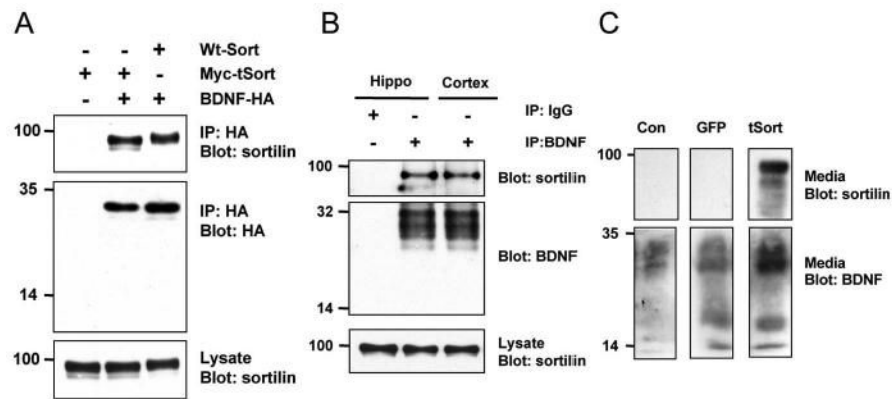 A
- - + Wt-Sort
+ + - Myc-tSort
- + + BDNF-HA
100
IP: HA
Blot: sortilin
35
IP: HA
Blot: HA
14
100
Lysate
Blot: sortilin
B
Hippo Cortex
+ - - IP: IgG
- + + IP:BDNF
100
Blot: sortilin
32
Blot: BDNF
14
100
Lysate
Blot: sortilin
C
Con GFP tSort
100
Media
Blot: sortilin
35
Media
Blot: BDNF
14